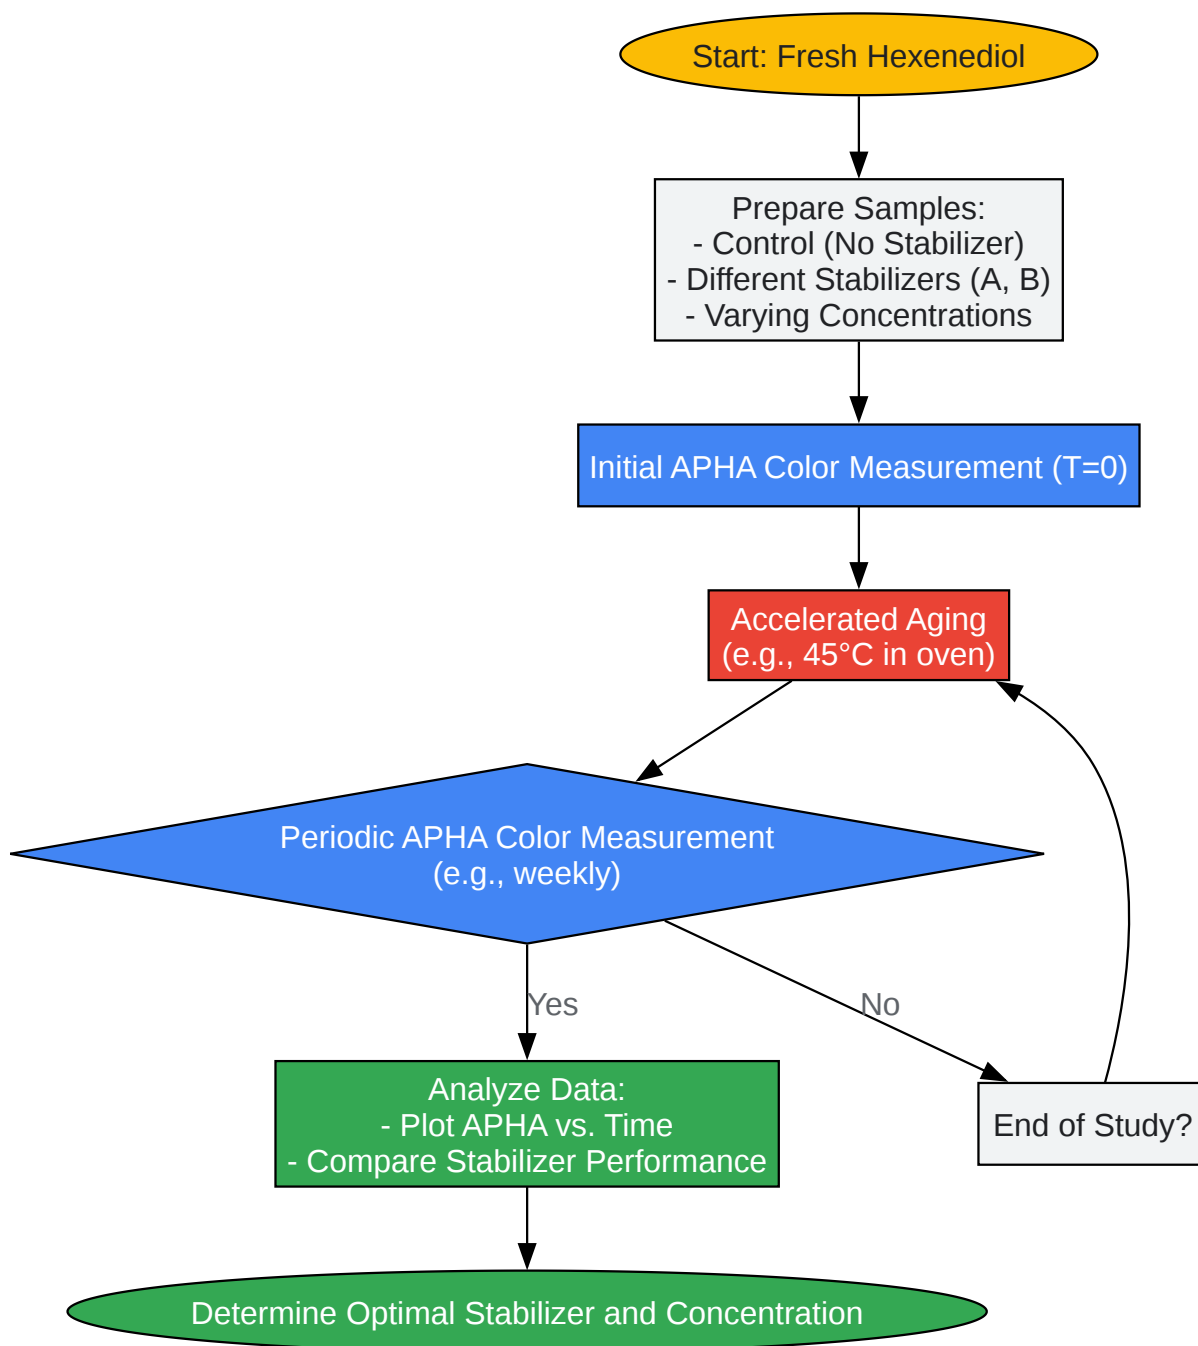 Start: Fresh Hexenediol
Prepare Samples:
- Control (No Stabilizer)
- Different Stabilizers (A, B)
- Varying Concentrations
Initial APHA Color Measurement (T=0)
Accelerated Aging
(e.g., 45°C in oven)
Periodic APHA Color Measurement
(e.g., weekly)
Yes
No
Analyze Data:
- Plot APHA vs. Time
- Compare Stabilizer Performance
End of Study?
Determine Optimal Stabilizer and Concentration